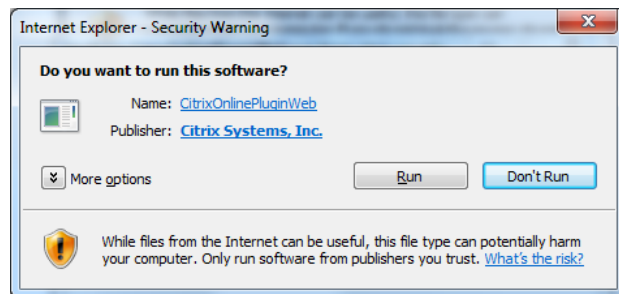 Internet Explorer - Security Warning
Do you want to run this software?
Name: CitrixOnlinePluginWeb
Publisher: Citrix Systems, Inc.
More options
Run
Don't Run
While files from the Internet can be useful, this file type can potentially harm
your computer. Only run software from publishers you trust. What's the risk?